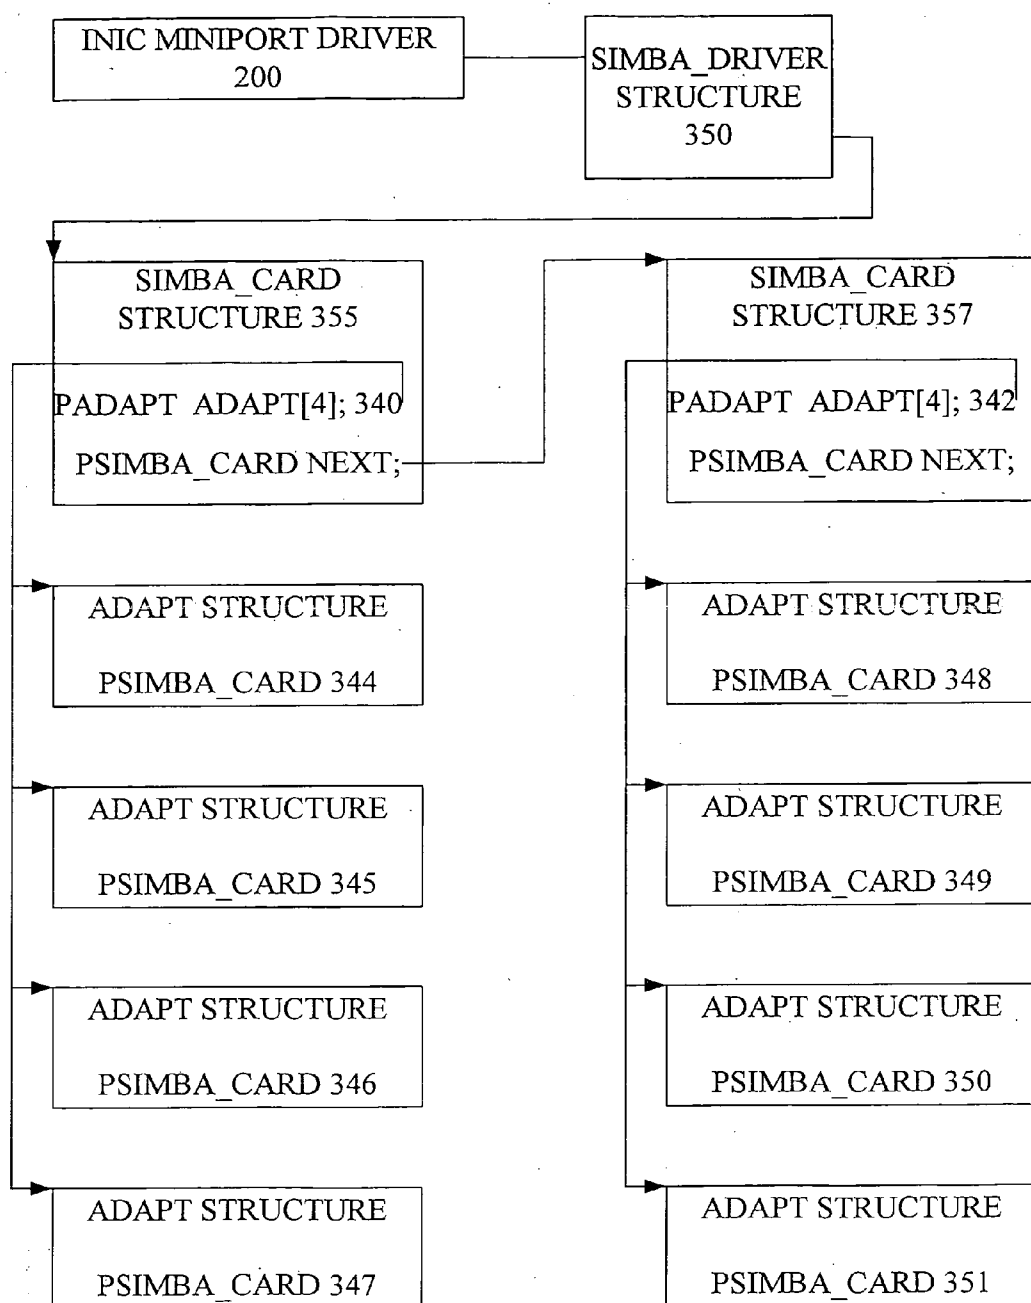 INIC MINIPORT DRIVER
200
SIMBA_DRIVER
STRUCTURE
350
SIMBA_CARD
STRUCTURE 355
PADAPT ADAPT[4]; 340
PSIMBA_CARD NEXT;
SIMBA_CARD
STRUCTURE 357
PADAPT ADAPT[4]; 342
PSIMBA_CARD NEXT;
ADAPT STRUCTURE
PSIMBA_CARD 344
ADAPT STRUCTURE
PSIMBA_CARD 348
ADAPT STRUCTURE
PSIMBA_CARD 345
ADAPT STRUCTURE
PSIMBA_CARD 349
ADAPT STRUCTURE
PSIMBA_CARD 346
ADAPT STRUCTURE
PSIMBA_CARD 350
ADAPT STRUCTURE
PSIMBA_CARD 347
ADAPT STRUCTURE
PSIMBA_CARD 351